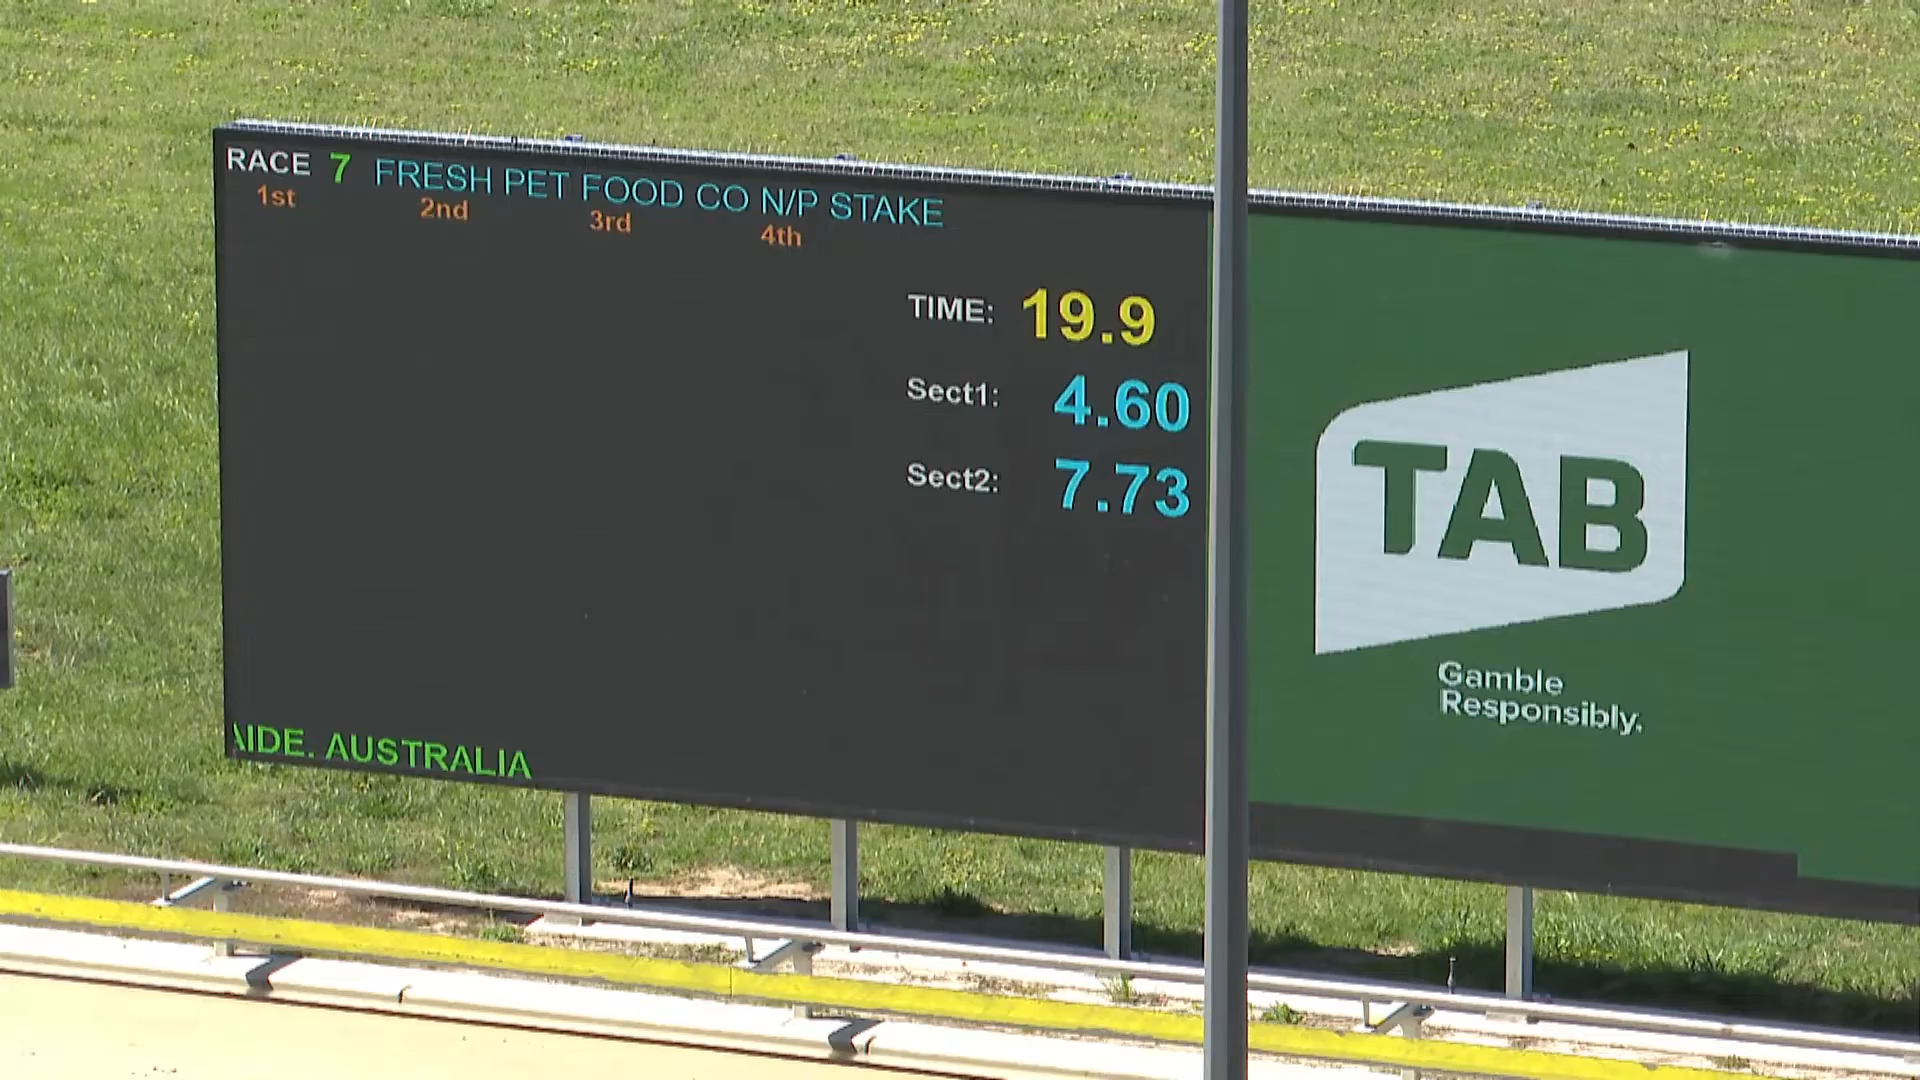 RACE 7 FRESH PET FOOD CO N/P STAKE
1st 2nd 3rd 4th
TIME: 19.9
Sect1: 4.60
Sect2: 7.73
AIDE. AUSTRALIA
TAB
Gamble
Responsibly.